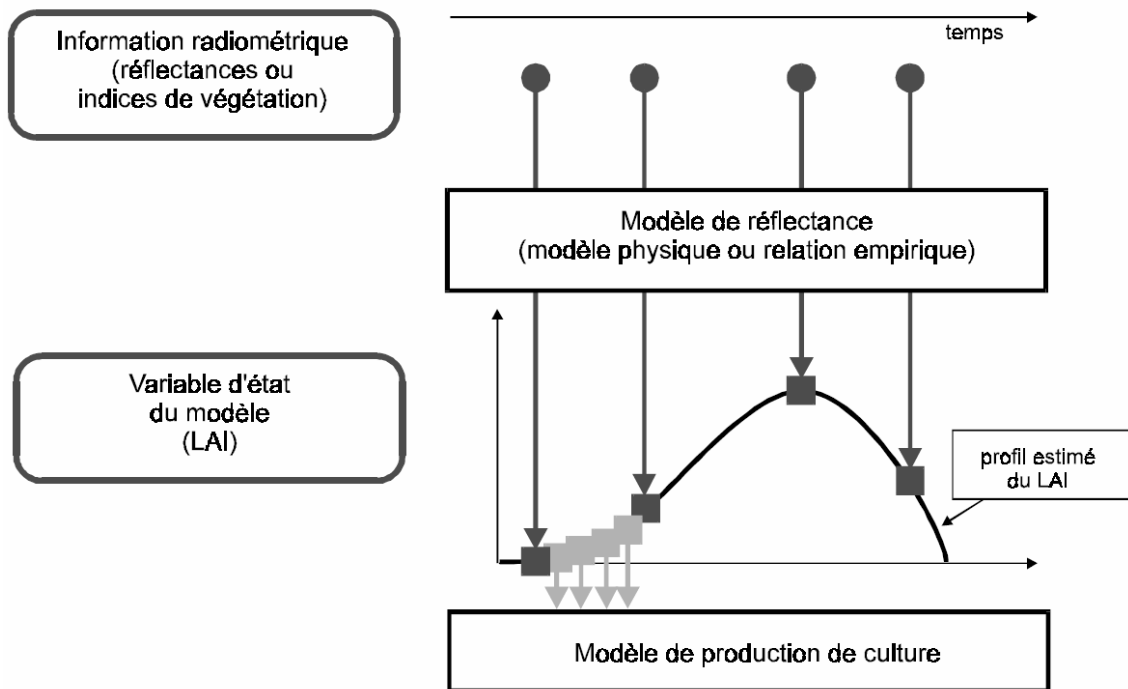 Information radiométrique
(réflectances ou
indices de végétation)
temps
Modèle de réflectance
(modèle physique ou relation empirique)
Variable d'état
du modèle
(LAI)
profil estimé
du LAI
Modèle de production de culture